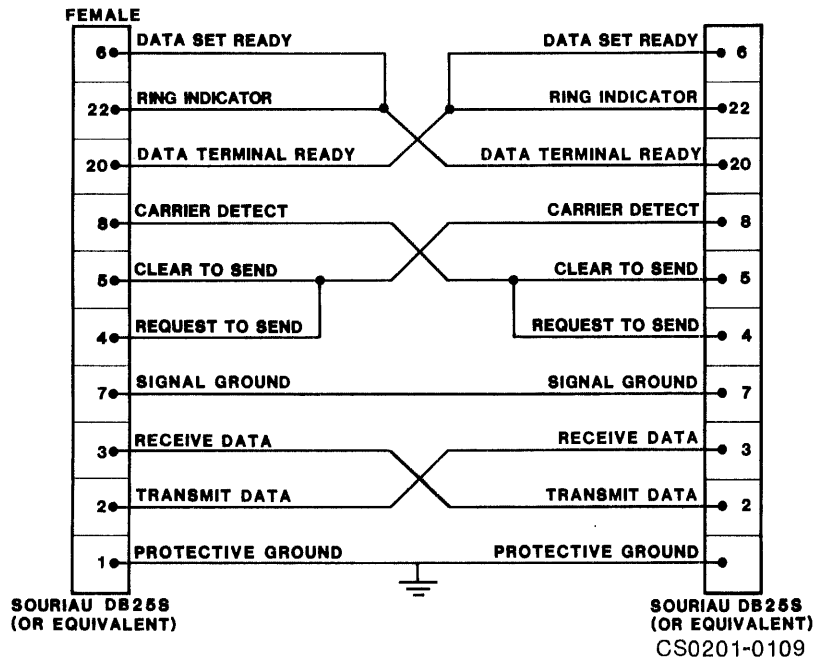 FEMALE
6 DATA SET READY DATA SET READY 6
22 RING INDICATOR RING INDICATOR 22
20 DATA TERMINAL READY DATA TERMINAL READY 20
8 CARRIER DETECT CARRIER DETECT 8
5 CLEAR TO SEND CLEAR TO SEND 5
4 REQUEST TO SEND REQUEST TO SEND 4
7 SIGNAL GROUND SIGNAL GROUND 7
3 RECEIVE DATA RECEIVE DATA 3
2 TRANSMIT DATA TRANSMIT DATA 2
1 PROTECTIVE GROUND PROTECTIVE GROUND
SOURIAU DB25S SOURIAU DB25S
(OR EQUIVALENT) (OR EQUIVALENT)
CS0201-0109